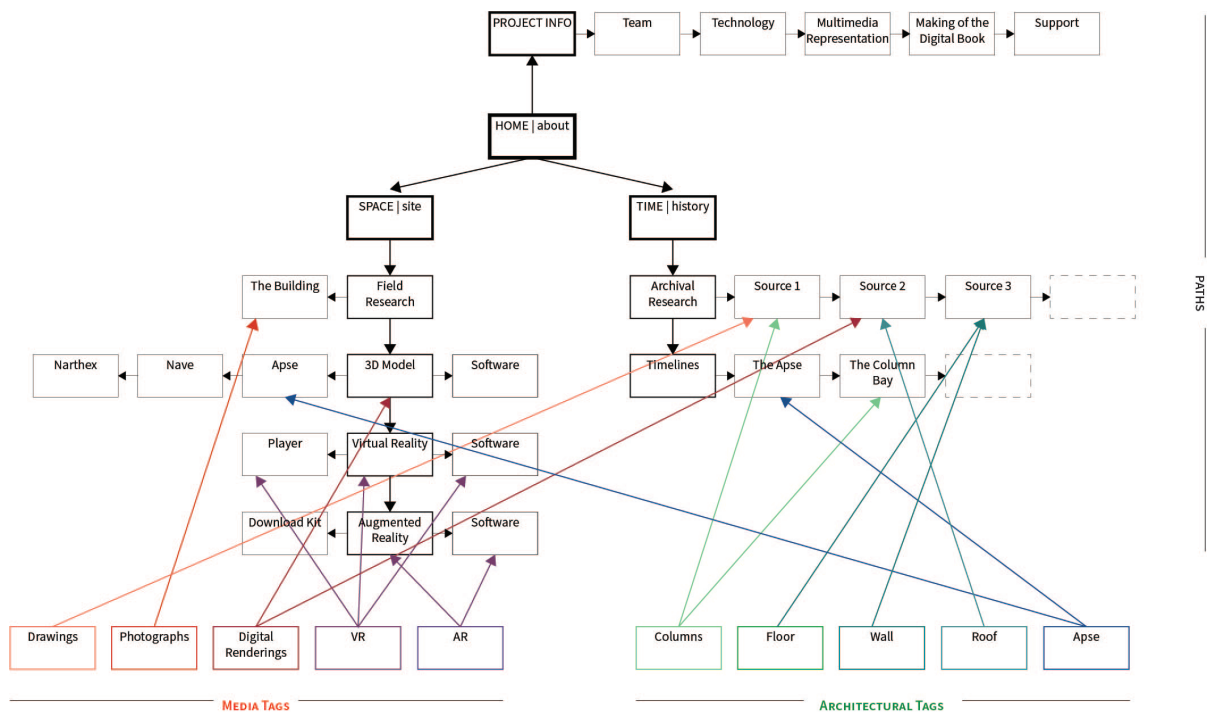 PROJECT INFO
Team
Technology
Multimedia
Representation
Making of the
Digital Book
Support
HOME | about
SPACE | site
TIME | history
PATHS
The Building
Field
Research
Archival
Research
Source 1
Source 2
Source 3
Narthex
Nave
Apse
3D Model
Software
Timelines
The Apse
The Column
Bay
Player
Virtual Reality
Software
Download Kit
Augmented
Reality
Software
Drawings
Photographs
Digital
Renderings
VR
AR
Columns
Floor
Wall
Roof
Apse
MEDIA TAGS
ARCHITECTURAL TAGS